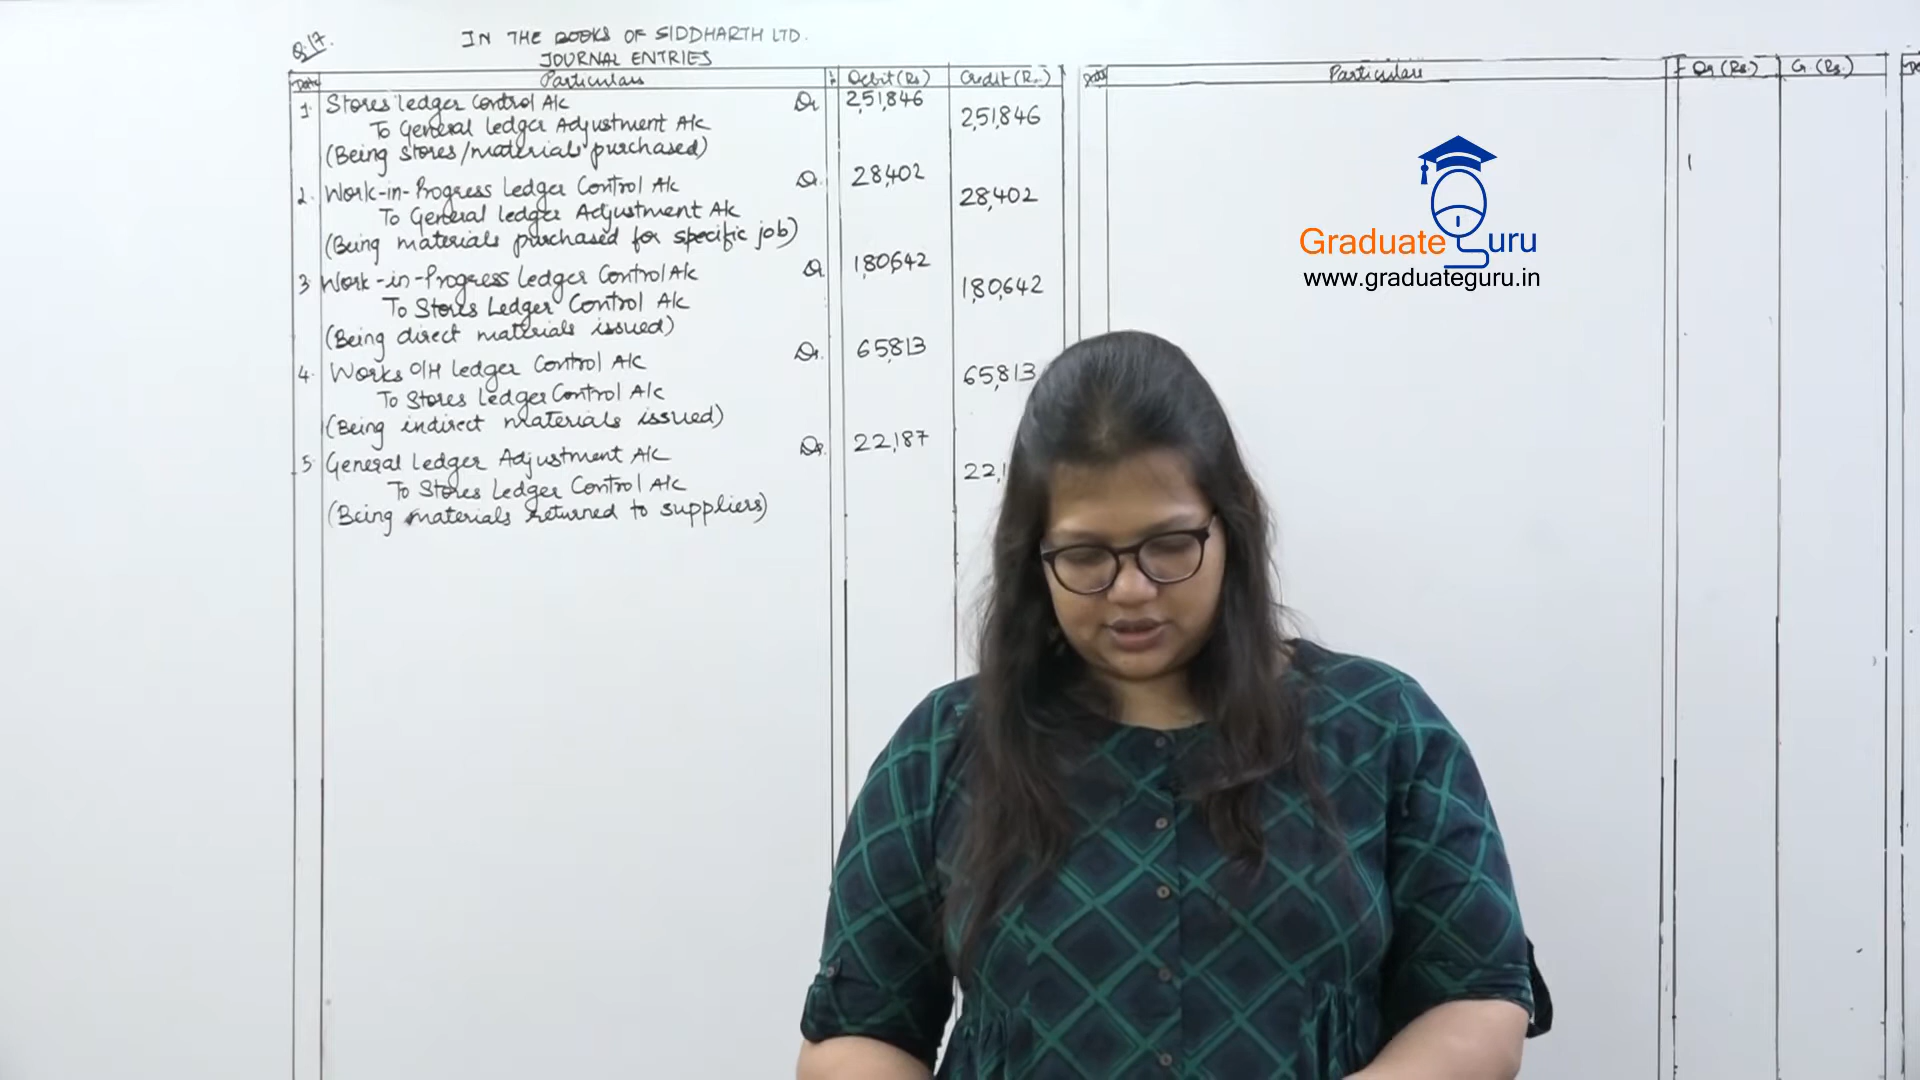 Q.17.
IN THE BOOKS OF SIDDHARTH LTD.
JOURNAL ENTRIES
Date Particulars Debit (Rs) Credit (Rs.)
1. Stores ledger Control A/c Dr 2,51,846
To General Ledger Adjustment A/c 2,51,846
(Being stores/materials purchased)
2. Work-in-Progress Ledger Control A/c Dr. 28,402
To General ledger Adjustment A/c 28,402
(Being materials purchased for specific job)
3. Work-in-Progress Ledger Control A/c Dr 1,80,642
To Stores Ledger Control A/c 1,80,642
(Being direct materials issued)
4. Works O/H ledger Control A/c Dr. 65,813
To Stores Ledger Control A/c 65,813
(Being indirect materials issued)
5. General Ledger Adjustment A/c Dr. 22,187
To Stores Ledger Control A/c 22,1
(Being materials returned to suppliers)
Date Particulars F Dr (Rs.) Cr. (Rs.)
Graduate Guru
www.graduateguru.in